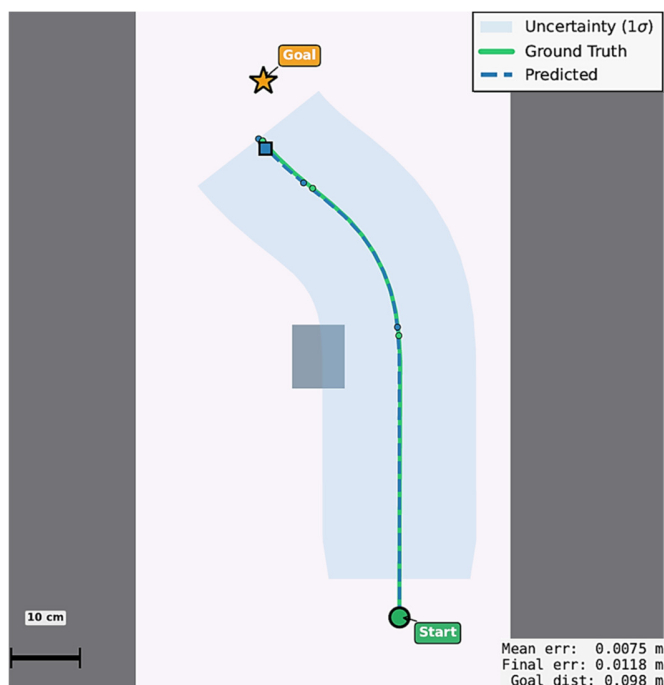 Uncertainty (1σ)
Ground Truth
Predicted
Goal
10 cm
Start
Mean err: 0.0075 m
Final err: 0.0118 m
Goal dist: 0.098 m